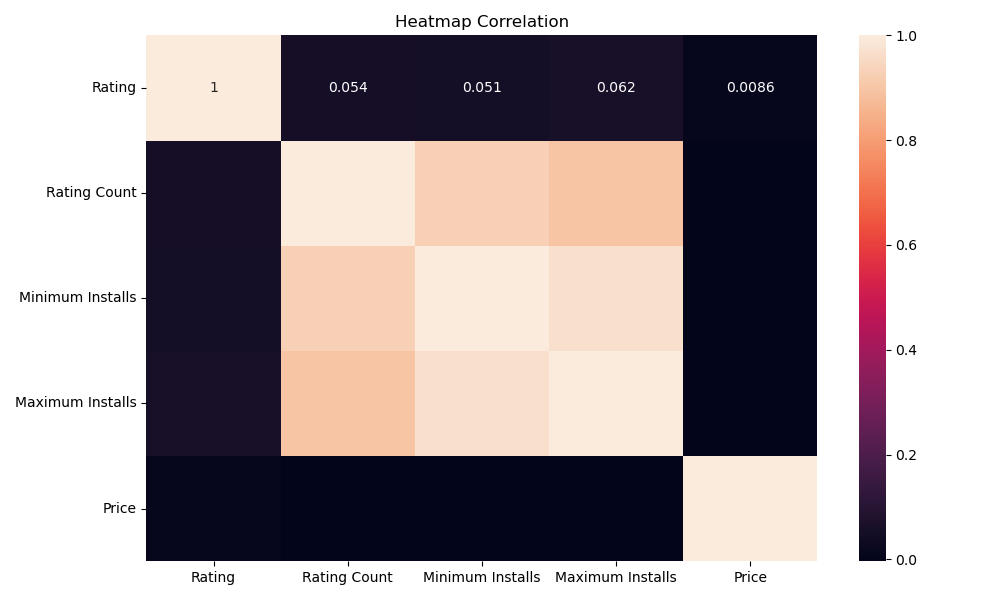 Heatmap Correlation
Rating
1
0.054
0.051
0.062
0.0086
Rating Count
Minimum Installs
Maximum Installs
Price
Rating
Rating Count
Minimum Installs
Maximum Installs
Price
1.0
0.8
0.6
0.4
0.2
0.0